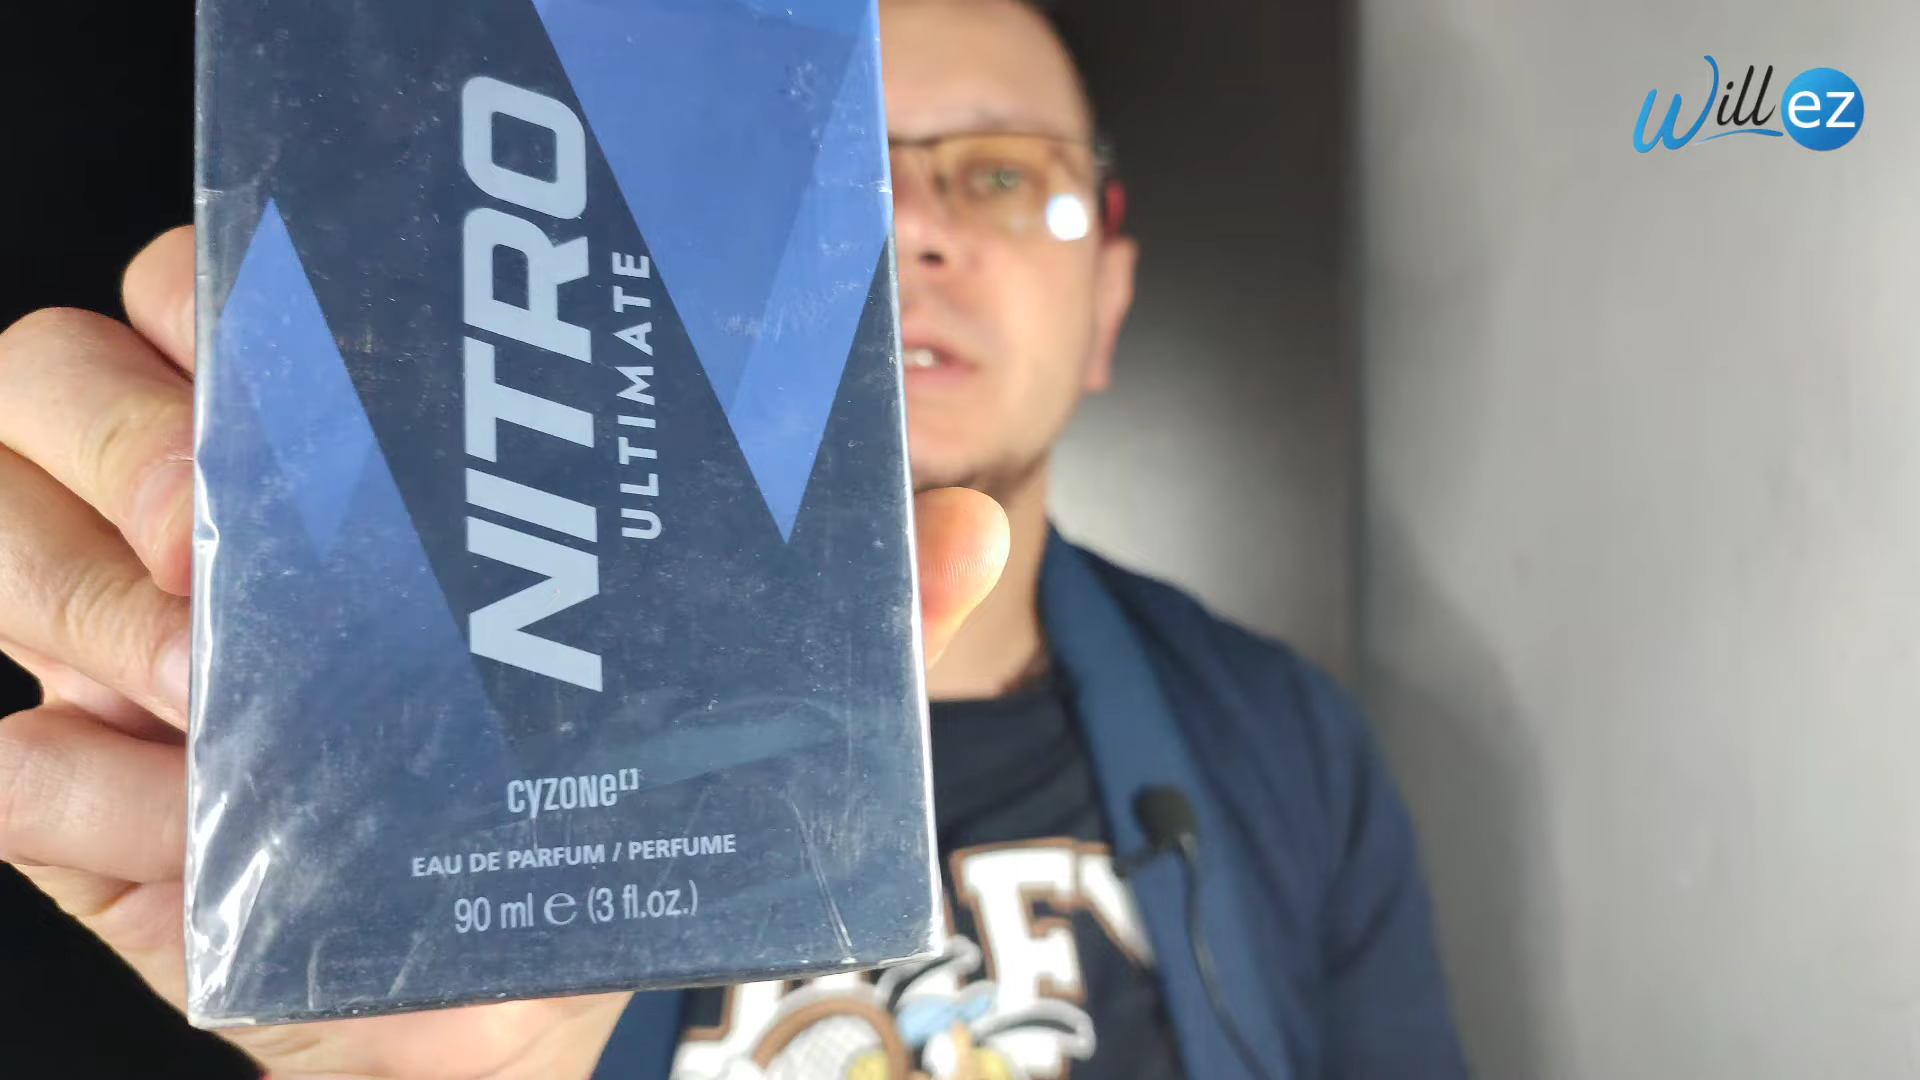 NITRO
ULTIMATE
cyzone
EAU DE PARFUM / PERFUME
90 ml e (3 fl.oz.)
Will ez